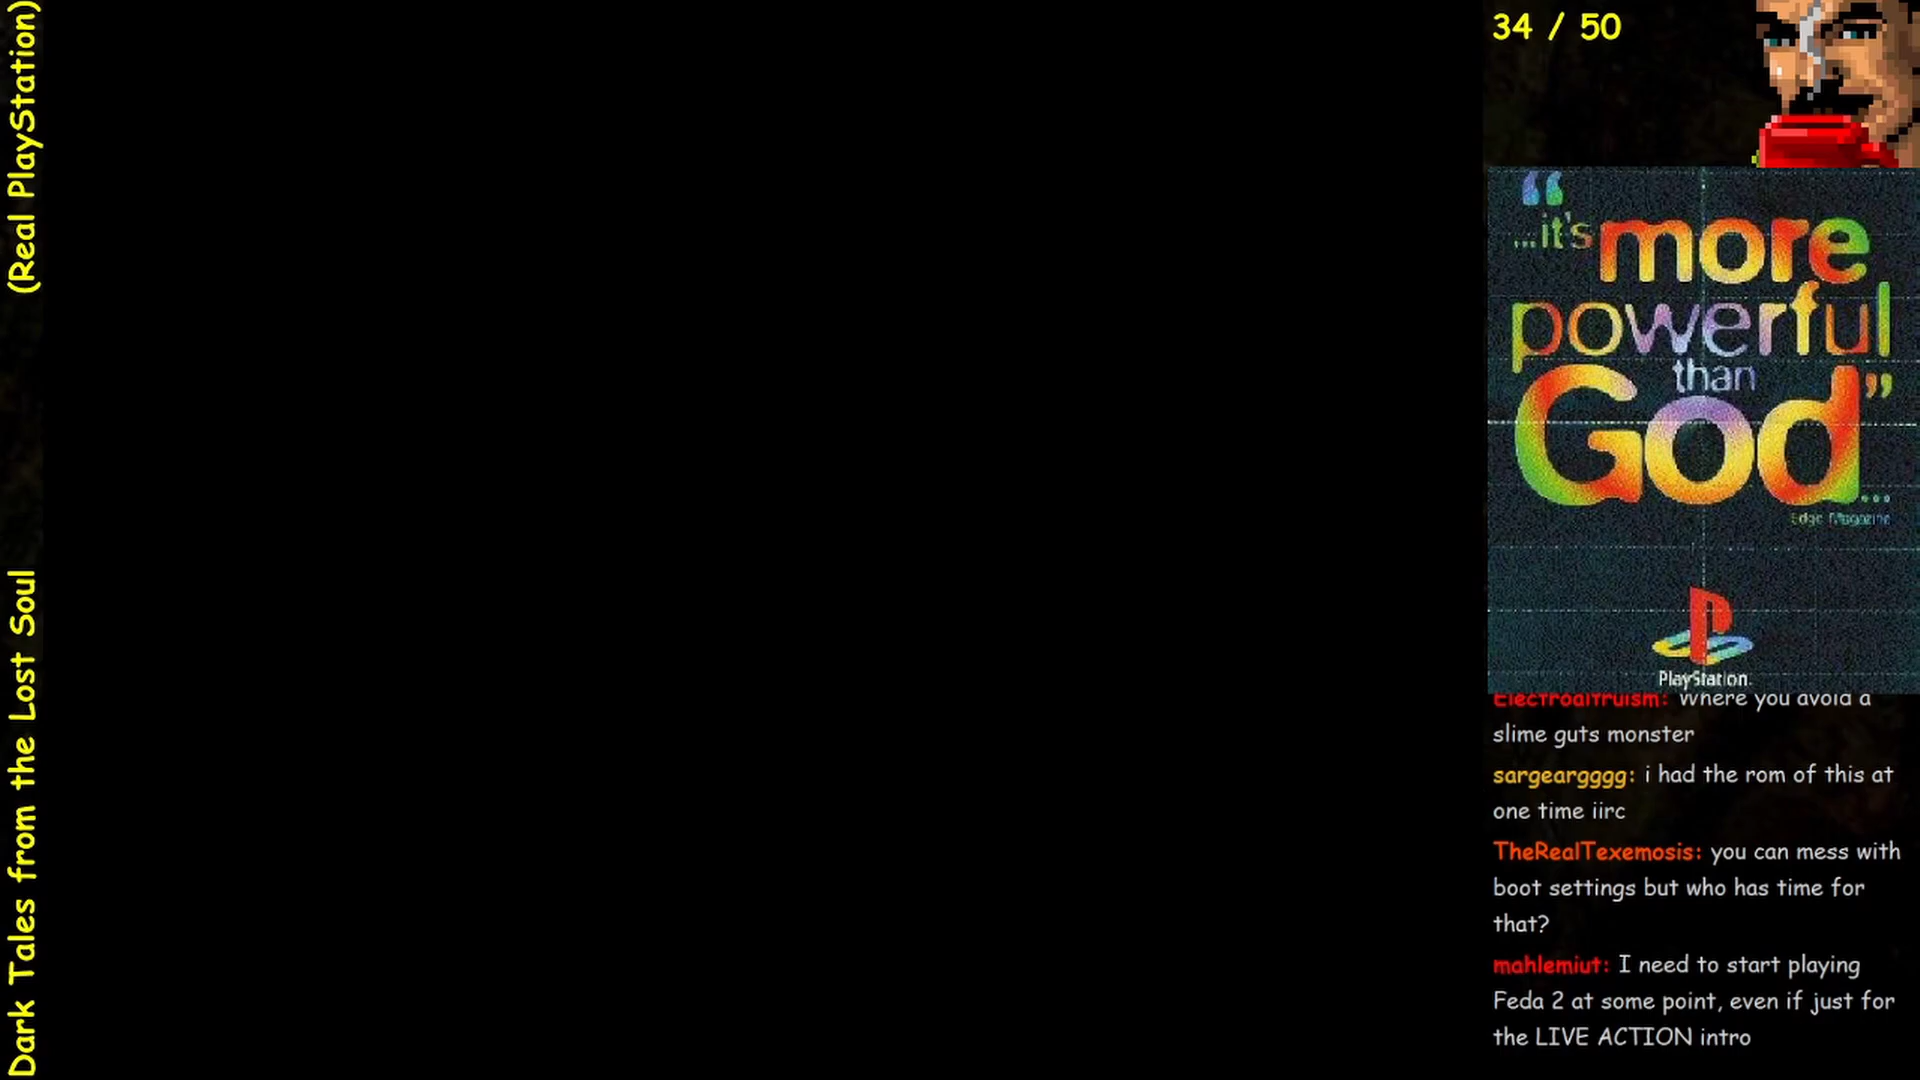 Dark Tales from the Lost Soul (Real PlayStation)
34 / 50
“
...it's more
powerful
than
God”
...
Edge Magazine
PlayStation.
Electroaltruism: Where you avoid a
slime guts monster
sargeargggg: i had the rom of this at
one time iirc
TheRealTexemosis: you can mess with
boot settings but who has time for
that?
mahlemiut: I need to start playing
Feda 2 at some point, even if just for
the LIVE ACTION intro